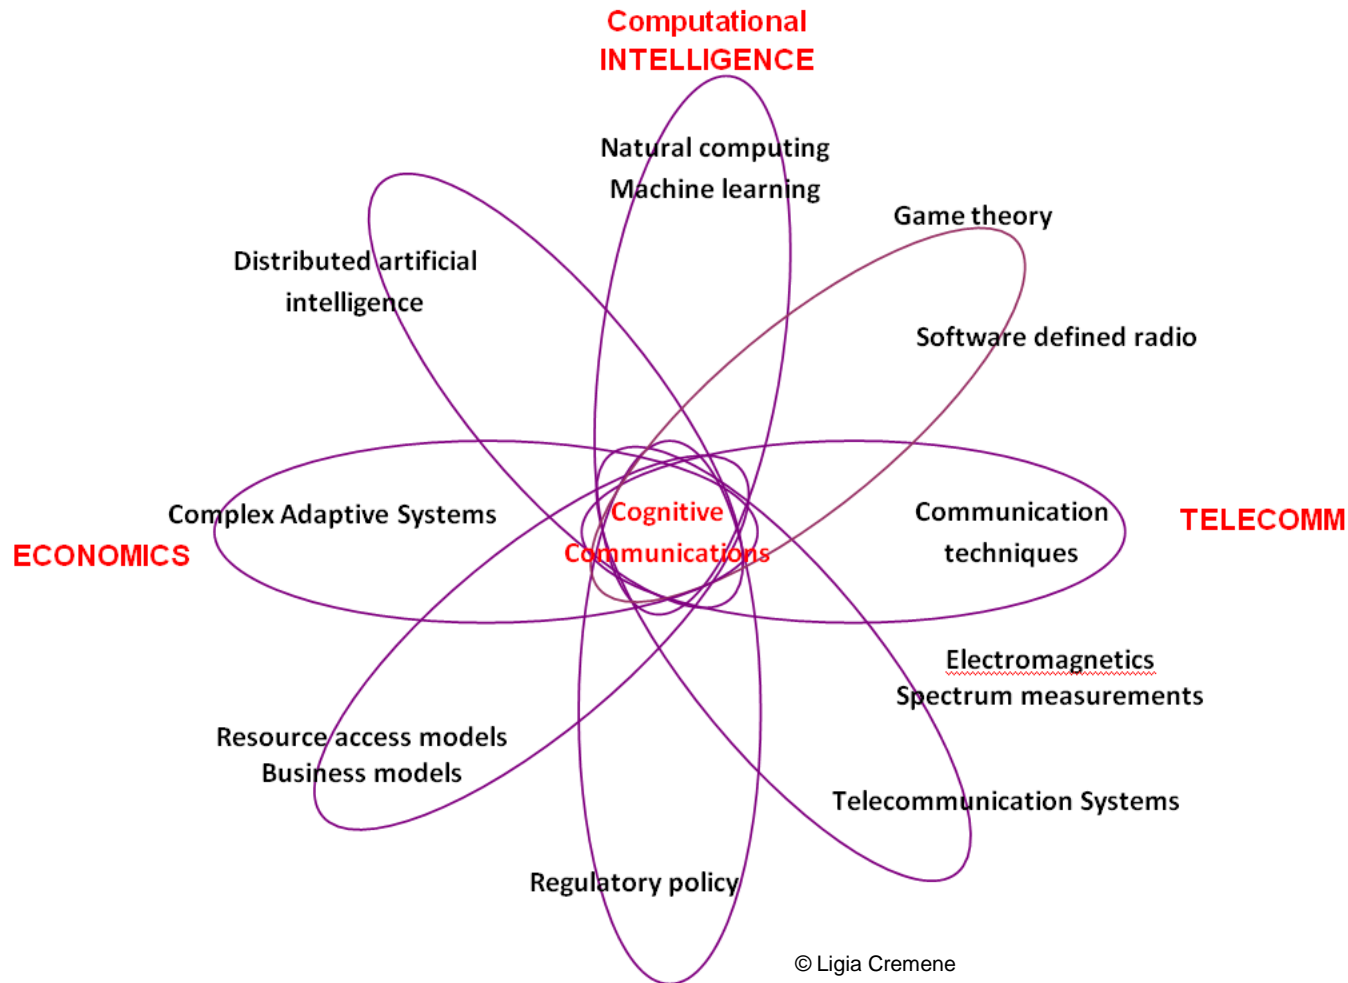 Computational
INTELLIGENCE
Natural computing
Machine learning
Game theory
Distributed artificial
intelligence
Software defined radio
Complex Adaptive Systems
ECONOMICS
Cognitive
Communications
Communication
techniques
TELECOMM
Electromagnetics
Spectrum measurements
Resource access models
Business models
Telecommunication Systems
Regulatory policy
© Ligia Cremene